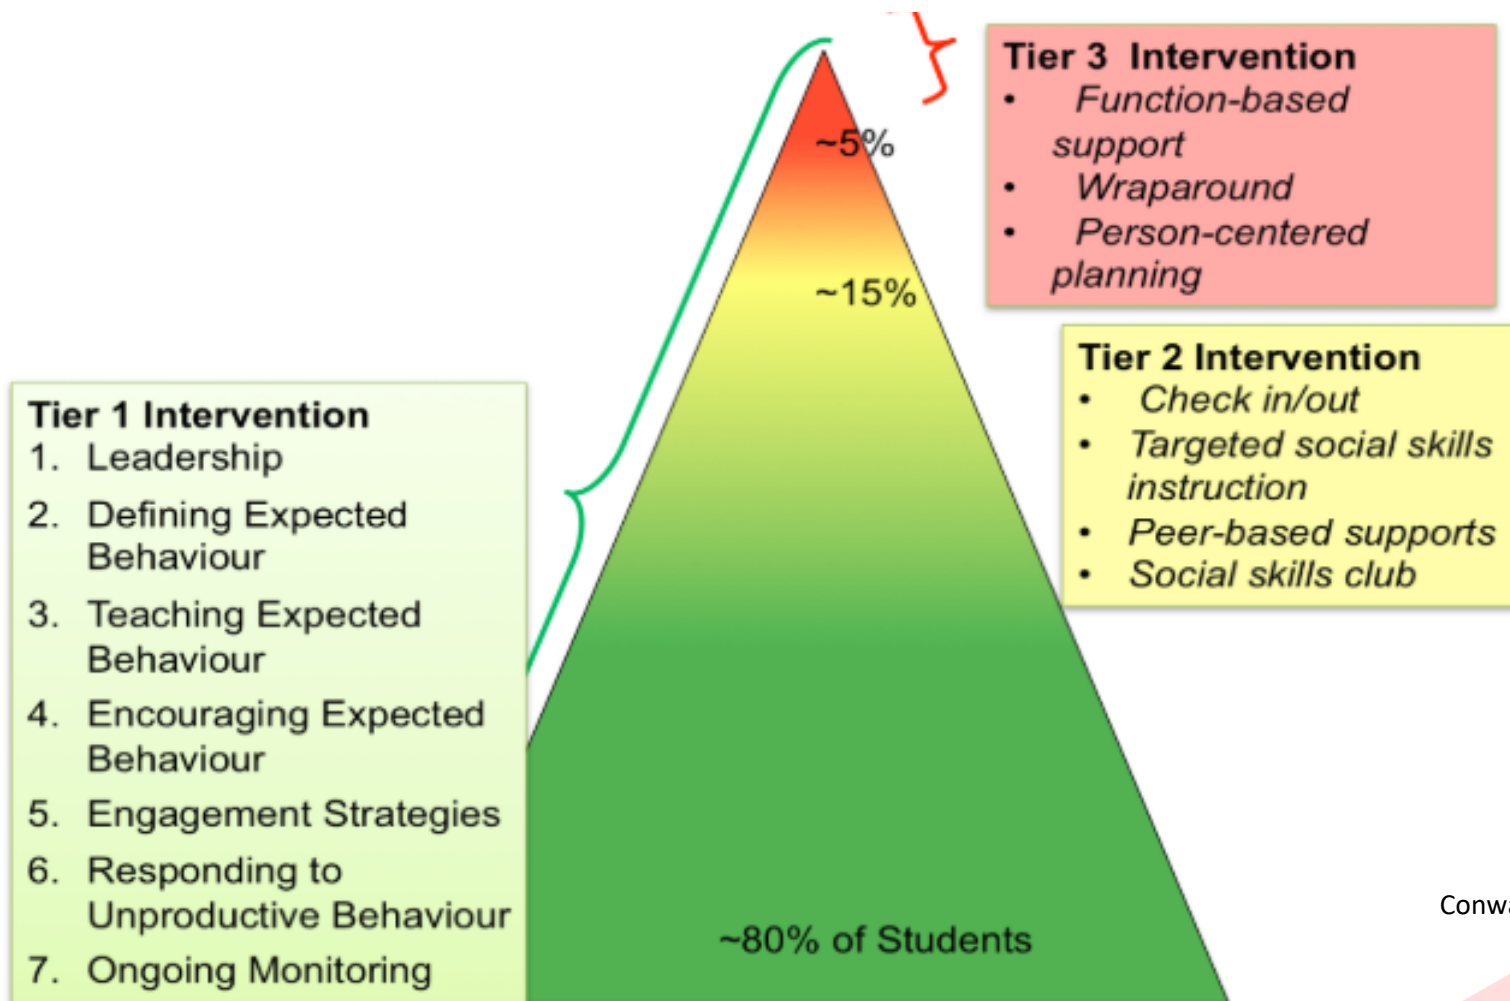 ~5%
~15%
~80% of Students
Tier 3 Intervention
• Function-based
support
• Wraparound
• Person-centered
planning
Tier 2 Intervention
• Check in/out
• Targeted social skills
instruction
• Peer-based supports
• Social skills club
Tier 1 Intervention
1. Leadership
2. Defining Expected
Behaviour
3. Teaching Expected
Behaviour
4. Encouraging Expected
Behaviour
5. Engagement Strategies
6. Responding to
Unproductive Behaviour
7. Ongoing Monitoring